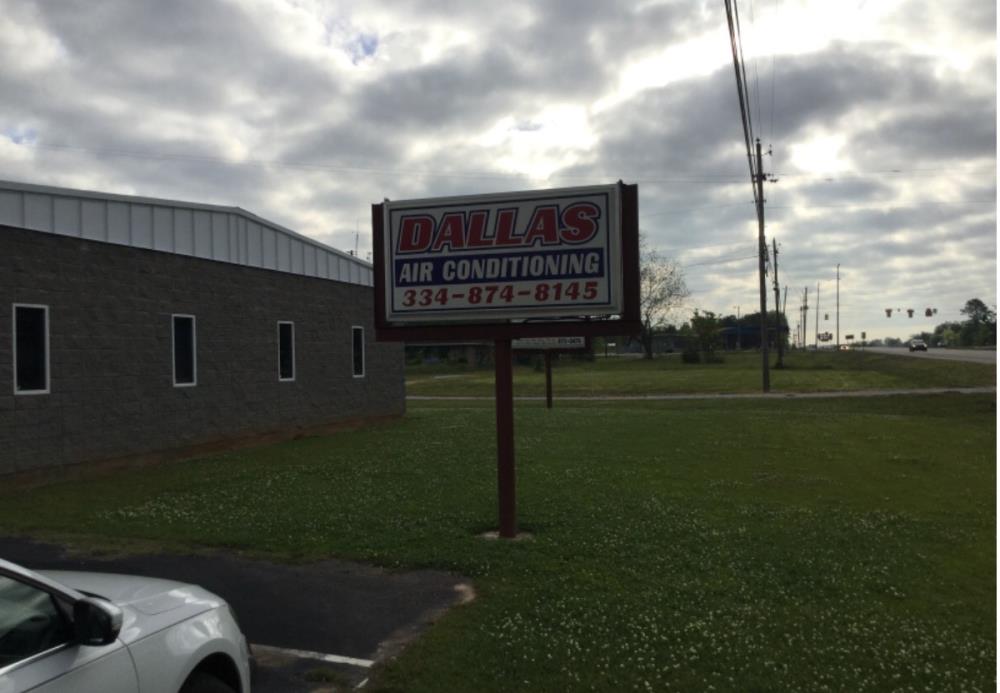 DALLAS
AIR CONDITIONING
334-874-8145